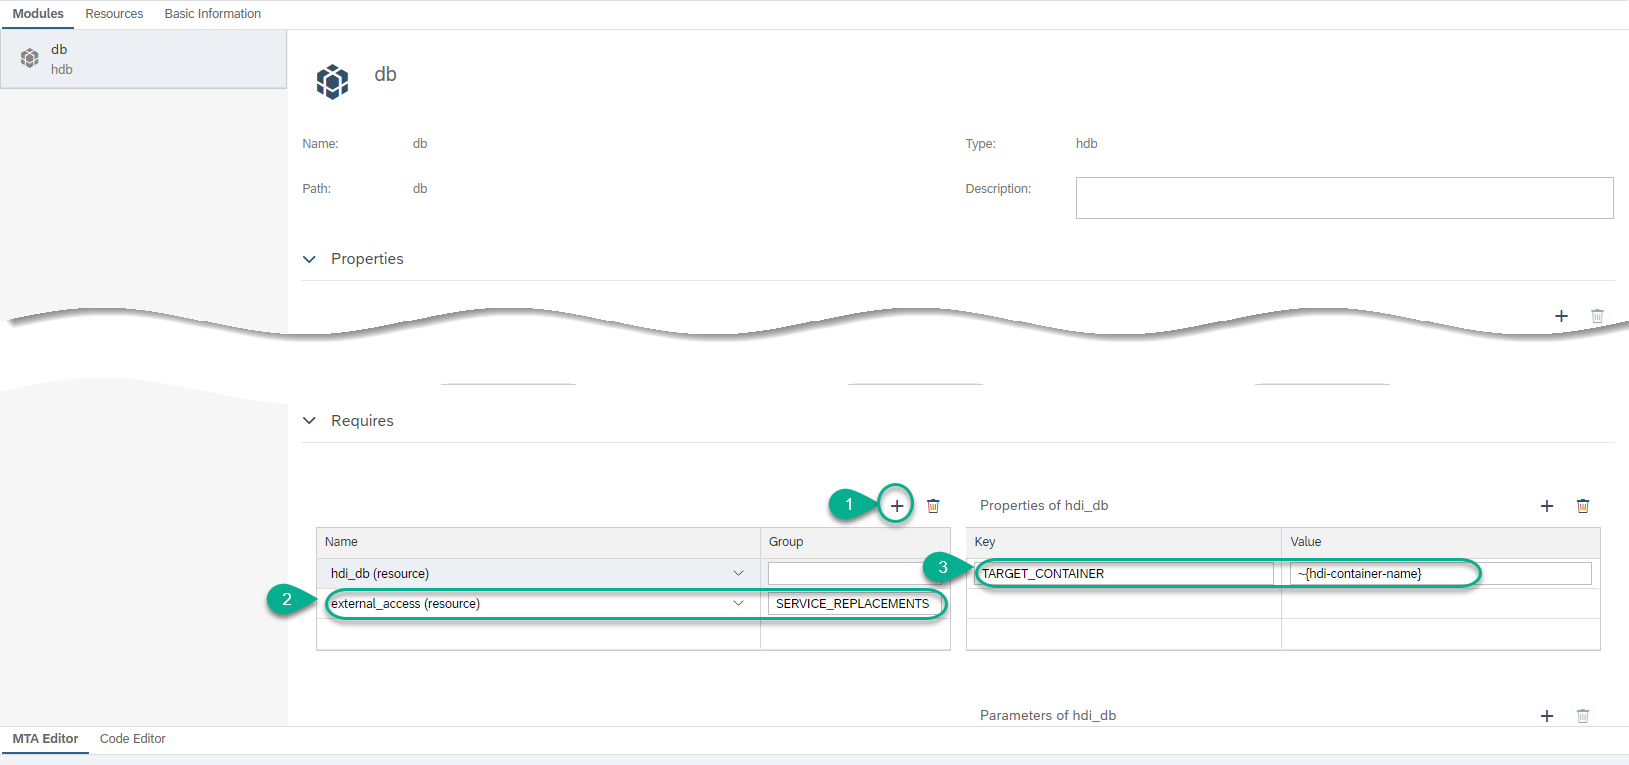 Modules Resources Basic Information
db
hdb
db
Name: db Type: hdb
Path: db Description:
Properties
Requires
1 Properties of hdi_db
Name Group Key Value
hdi_db (resource) 3 TARGET_CONTAINER ~{hdi-container-name}
2 external_access (resource) SERVICE_REPLACEMENTS
Parameters of hdi_db
MTA Editor Code Editor